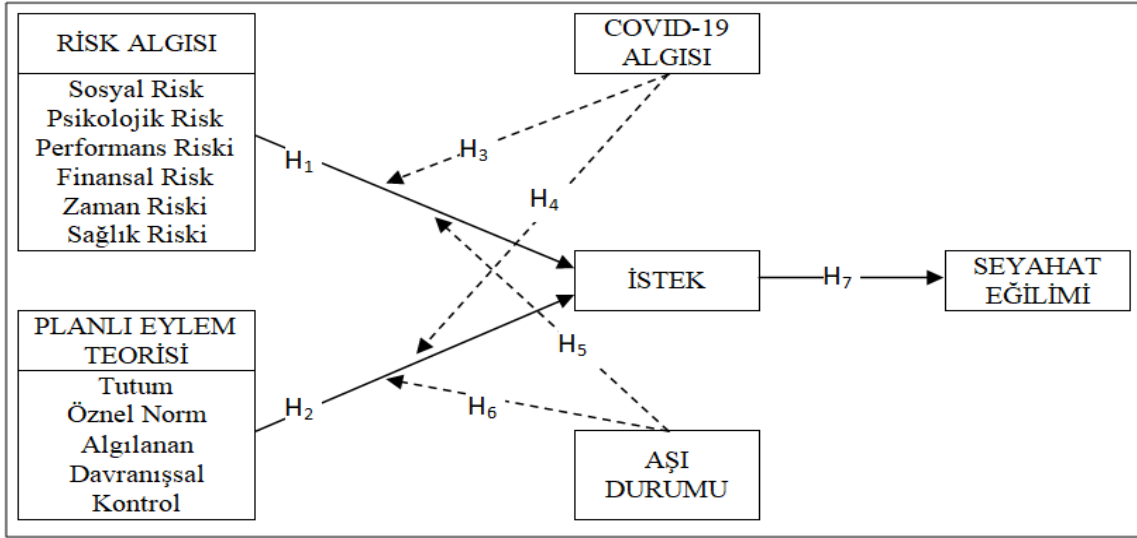 RİSK ALGISI
Sosyal Risk
Psikolojik Risk
Performans Riski
Finansal Risk
Zaman Riski
Sağlık Riski
COVID-19
ALGISI
H₁
H₃
H₄
İSTEK
H₇
SEYAHAT
EĞİLİMİ
PLANLI EYLEM
TEORİSİ
Tutum
Öznel Norm
Algılanan
Davranışsal
Kontrol
H₂
H₅
H₆
AŞI
DURUMU